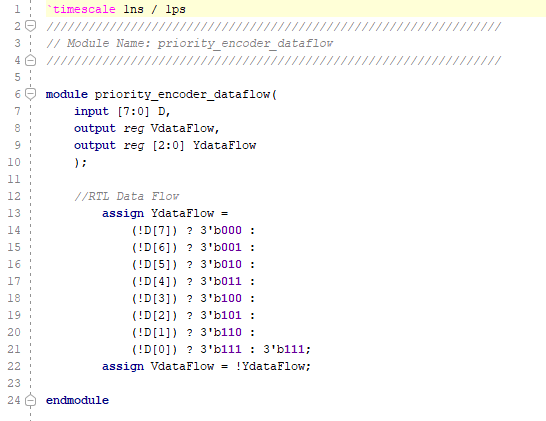 1 `timescale 1ns / 1ps
2 /////////////////////////////////////////////////////////////////
3 // Module Name: priority_encoder_dataflow
4 /////////////////////////////////////////////////////////////////
5
6 module priority_encoder_dataflow(
7 input [7:0] D,
8 output reg VdataFlow,
9 output reg [2:0] YdataFlow
10 );
11
12 //RTL Data Flow
13 assign YdataFlow =
14 (!D[7]) ? 3'b000 :
15 (!D[6]) ? 3'b001 :
16 (!D[5]) ? 3'b010 :
17 (!D[4]) ? 3'b011 :
18 (!D[3]) ? 3'b100 :
19 (!D[2]) ? 3'b101 :
20 (!D[1]) ? 3'b110 :
21 (!D[0]) ? 3'b111 : 3'b111;
22 assign VdataFlow = !YdataFlow;
23
24 endmodule